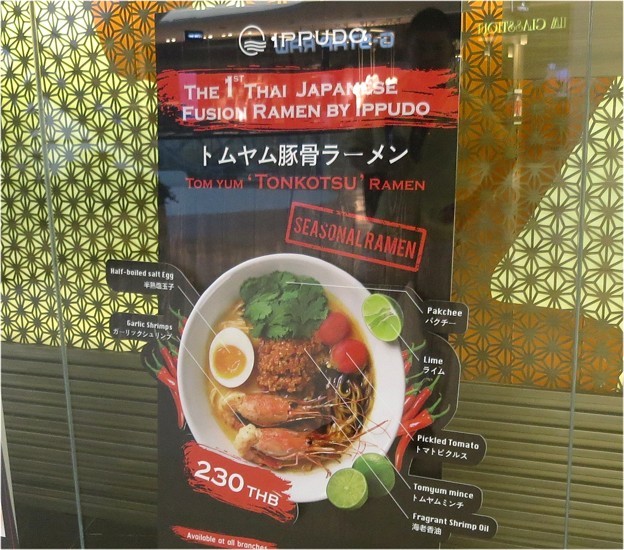 IPPUDO
THE 1ST THAI JAPANESE
FUSION RAMEN BY IPPUDO
トムヤム豚骨ラーメン
TOM YUM 'TONKOTSU' RAMEN
SEASONAL RAMEN
Half-boiled salt Egg
半熟塩玉子
Garlic Shrimps
ガーリックシュリンプ
Pakchee
パクチー
Lime
ライム
Pickled Tomato
トマトピクルス
Tomyum mince
トムヤムミンチ
Fragrant Shrimp Oil
海老香油
230 THB
Available at all branches